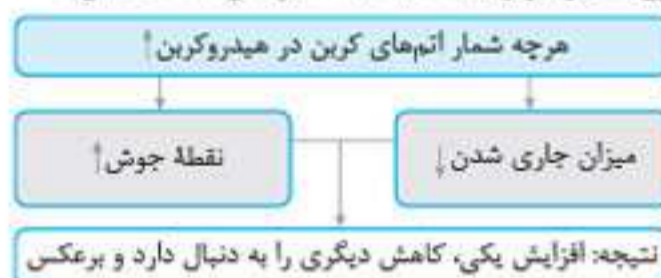 هرچه شمار اتم‌های کربن در هیدروکربن↑
میزان جاری شدن↓
نقطهٔ جوش↑
نتیجه: افزایش یکی، کاهش دیگری را به دنبال دارد و برعکس